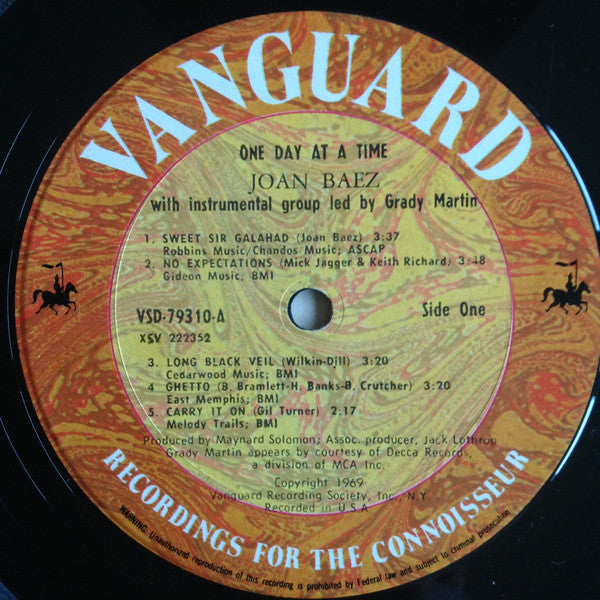 VANGUARD
ONE DAY AT A TIME
JOAN BAEZ
with instrumental group led by Grady Martin
1. SWEET SIR GALAHAD (Joan Baez) 3:37
Robbins Music/Chandos Music; ASCAP
2. NO EXPECTATIONS (Mick Jagger & Keith Richard) 3:48
Gideon Music; BMI
VSD-79310-A
Side One
XSV 222352
3. LONG BLACK VEIL (Wilkin-Dill) 3:20
Cedarwood Music; BMI
4. GHETTO (B. Bramlett-H. Banks-B. Crutcher) 3:20
East Memphis; BMI
5. CARRY IT ON (Gil Turner) 2:17
Melody Trails; BMI
Produced by Maynard Solomon; Assoc. producer, Jack Lothrop
Grady Martin appears by courtesy of Decca Records,
a division of MCA Inc.
Copyright 1969
Vanguard Recording Society, Inc., N.Y.
Recorded in U.S.A.
RECORDINGS FOR THE CONNOISSEUR
WARNING: Unauthorized reproduction of this recording is prohibited by Federal law and subject to criminal prosecution.